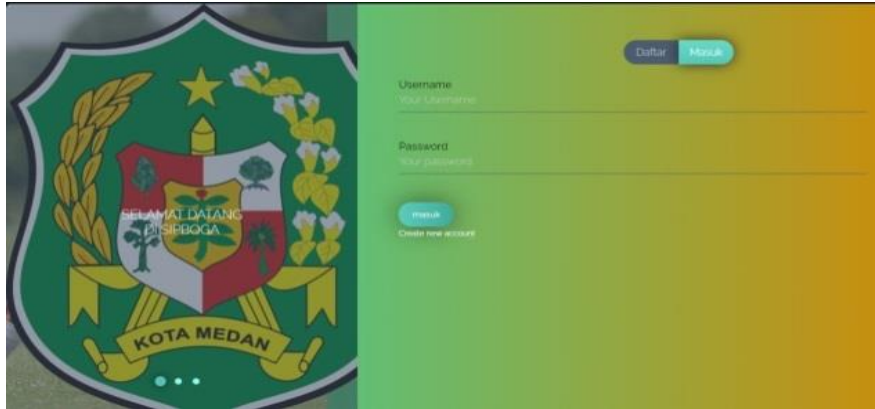 SELAMAT DATANG
DI SIPBOGA
KOTA MEDAN
Daftar Masuk
Username
Your Username
Password
Your password
masuk
Create new account